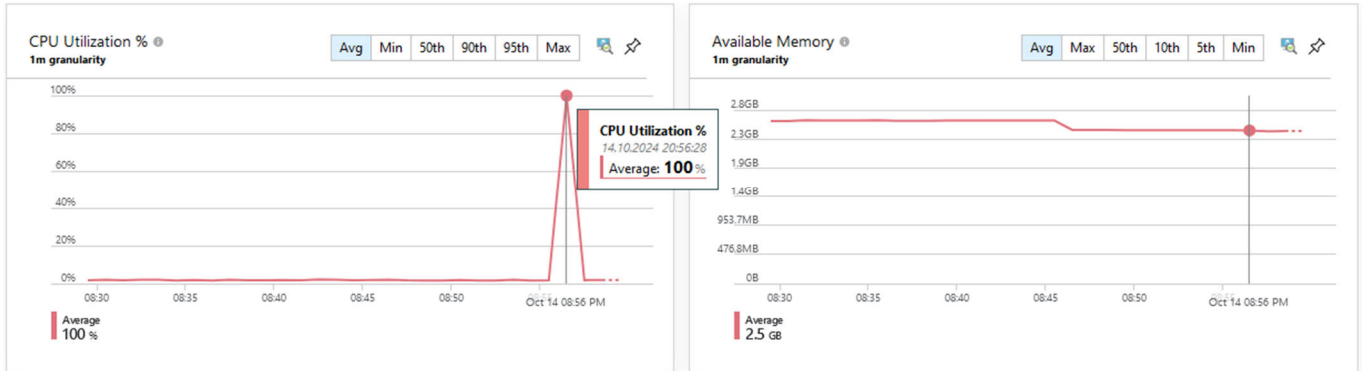 CPU Utilization %
1m granularity
Avg Min 50th 90th 95th Max
100%
80%
60%
40%
20%
0%
08:30 08:35 08:40 08:45 08:50 Oct 14 08:56 PM
Average
100 %
CPU Utilization %
14.10.2024 20:56:28
Average: 100 %
Available Memory
1m granularity
Avg Max 50th 10th 5th Min
2.8GB
2.3GB
1.9GB
1.4GB
953.7MB
476.8MB
0B
08:30 08:35 08:40 08:45 08:50 Oct 14 08:56 PM
Average
2.5 GB